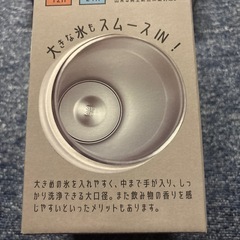 大きな氷もスムースIN！
大きめの氷を入れやすく、中まで手が入り、しっ
かり洗浄できる大口径。また飲み物の香りを感
じやすいといったメリットもあります。